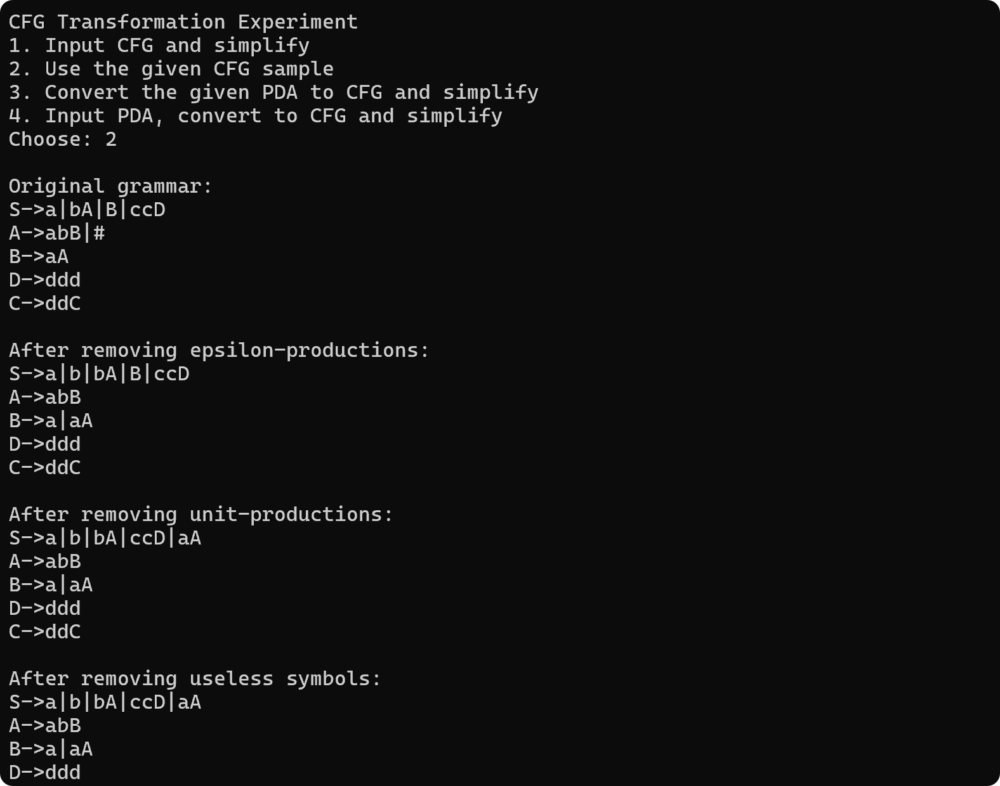 CFG Transformation Experiment
1. Input CFG and simplify
2. Use the given CFG sample
3. Convert the given PDA to CFG and simplify
4. Input PDA, convert to CFG and simplify
Choose: 2

Original grammar:
S->a|bA|B|ccD
A->abB|#
B->aA
D->ddd
C->ddC

After removing epsilon-productions:
S->a|b|bA|B|ccD
A->abB
B->a|aA
D->ddd
C->ddC

After removing unit-productions:
S->a|b|bA|ccD|aA
A->abB
B->a|aA
D->ddd
C->ddC

After removing useless symbols:
S->a|b|bA|ccD|aA
A->abB
B->a|aA
D->ddd